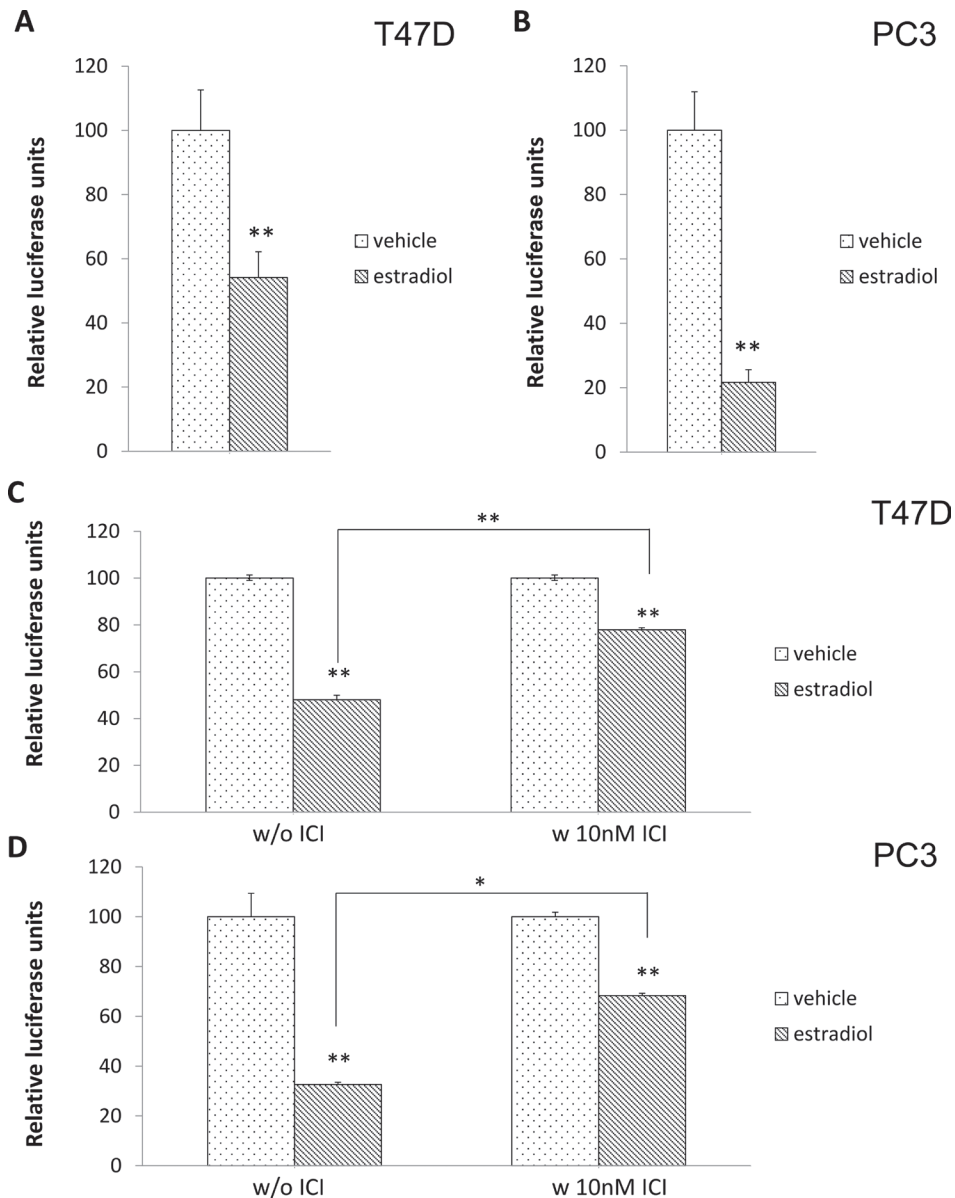 A
T47D
120
100
80
60
40
20
0
Relative luciferase units
**
vehicle
estradiol
B
PC3
120
100
80
60
40
20
0
Relative luciferase units
**
vehicle
estradiol
C
T47D
120
100
80
60
40
20
0
Relative luciferase units
**
**
**
vehicle
estradiol
w/o ICI
w 10nM ICI
D
PC3
120
100
80
60
40
20
0
Relative luciferase units
*
**
**
vehicle
estradiol
w/o ICI
w 10nM ICI